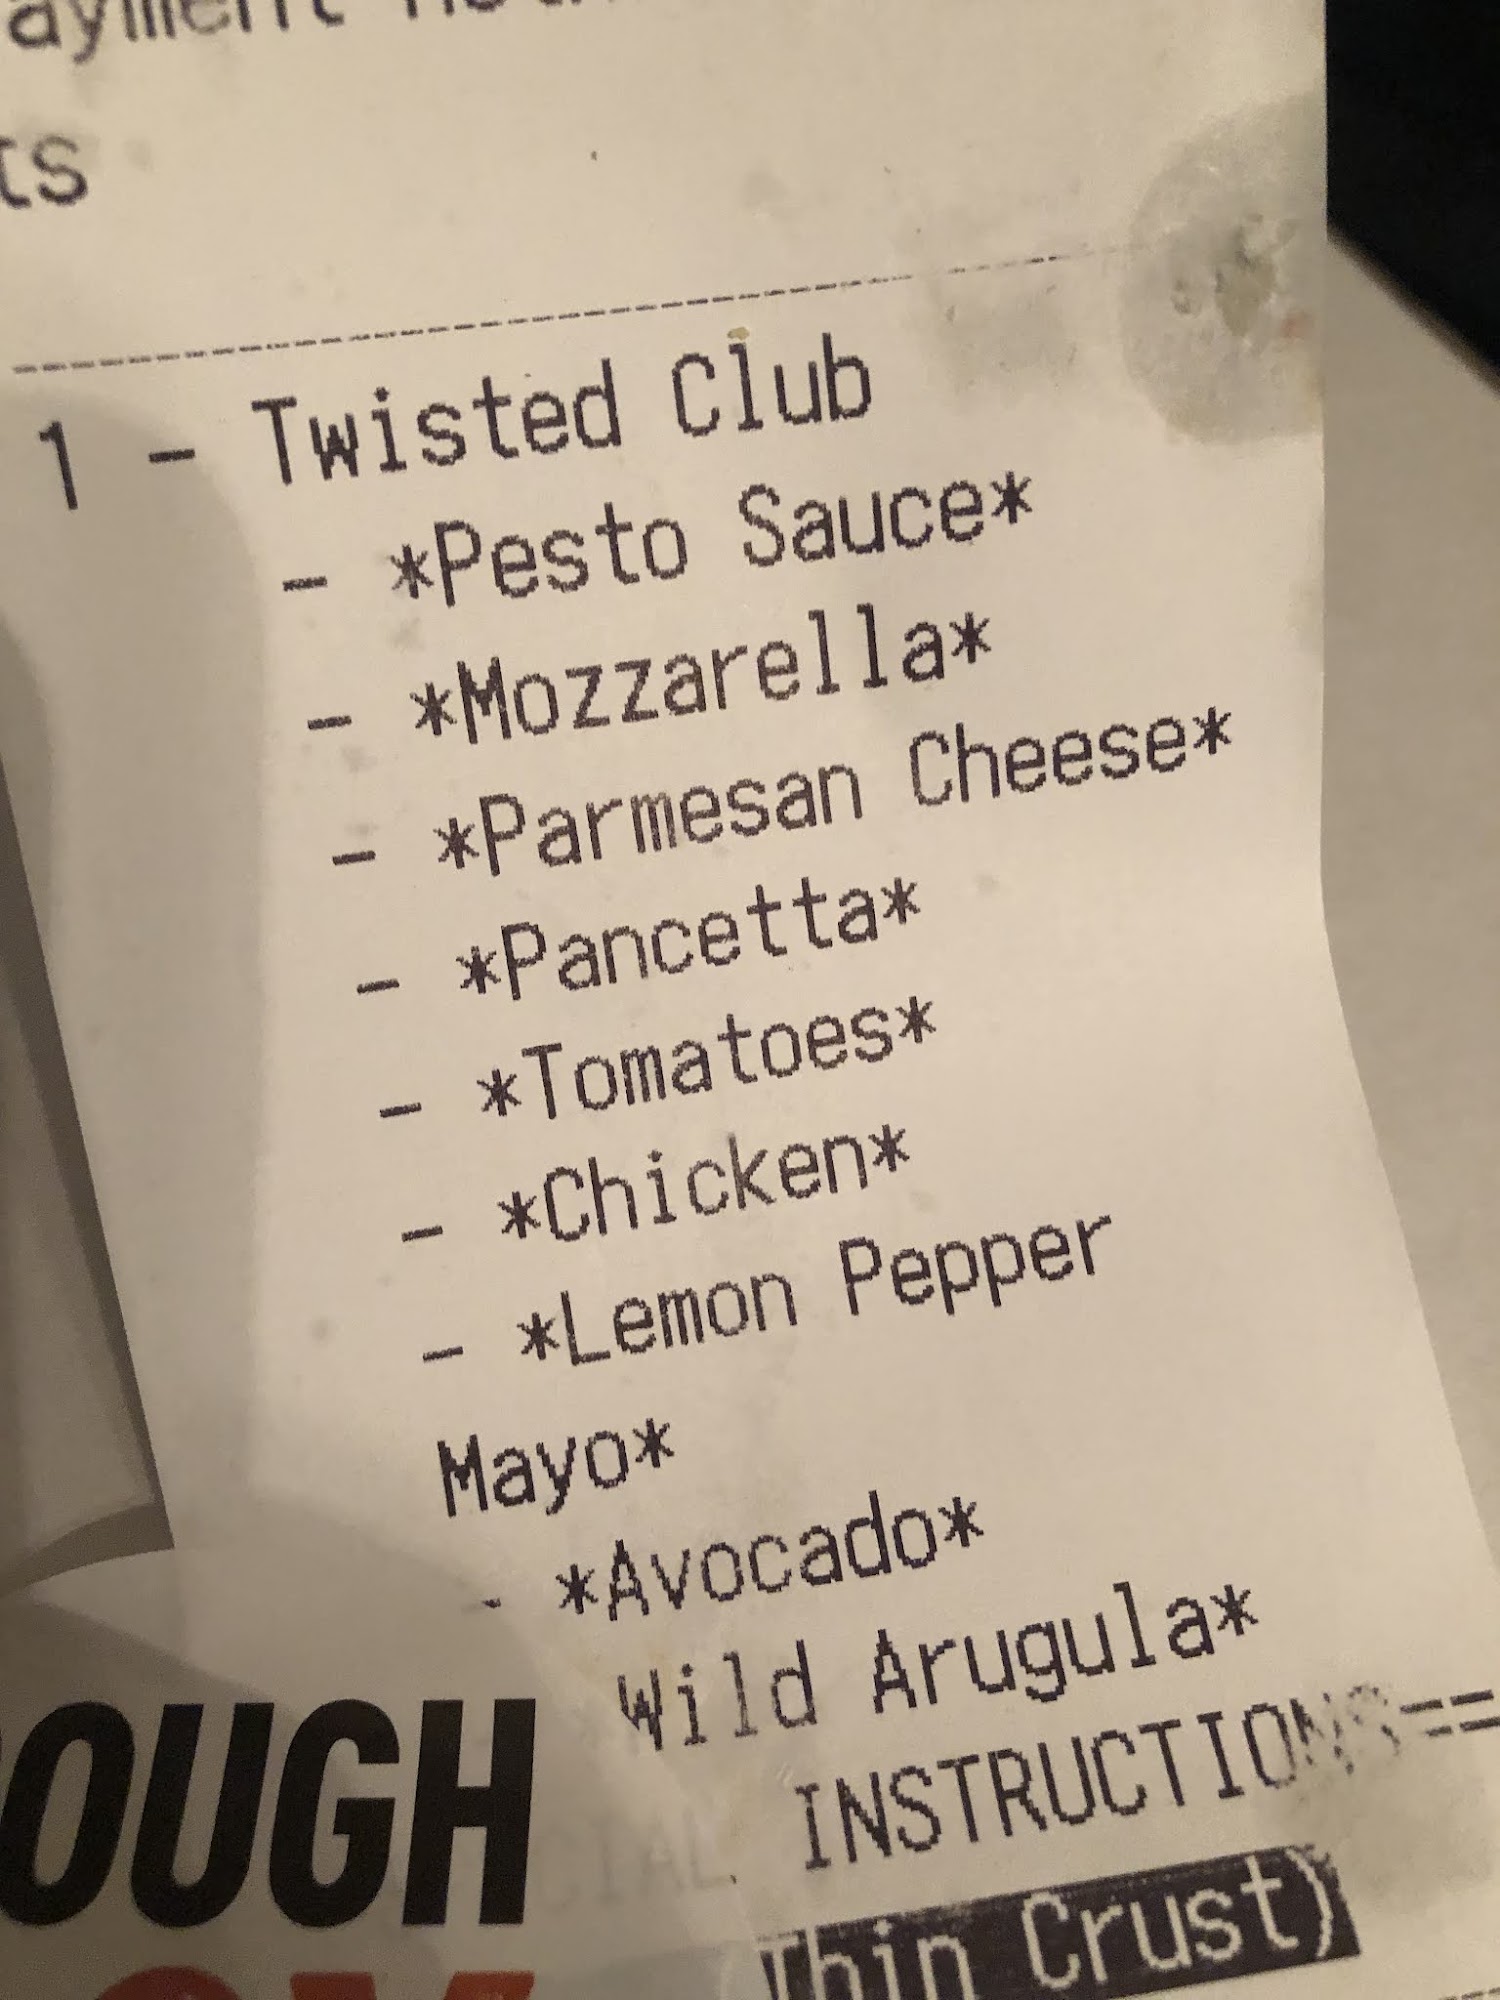 ts
1 - Twisted Club
- *Pesto Sauce*
- *Mozzarella*
- *Parmesan Cheese*
- *Pancetta*
- *Tomatoes*
- *Chicken*
- *Lemon Pepper
Mayo*
- *Avocado*
Wild Arugula*
INSTRUCTIONS==
OUGH
Thin Crust)